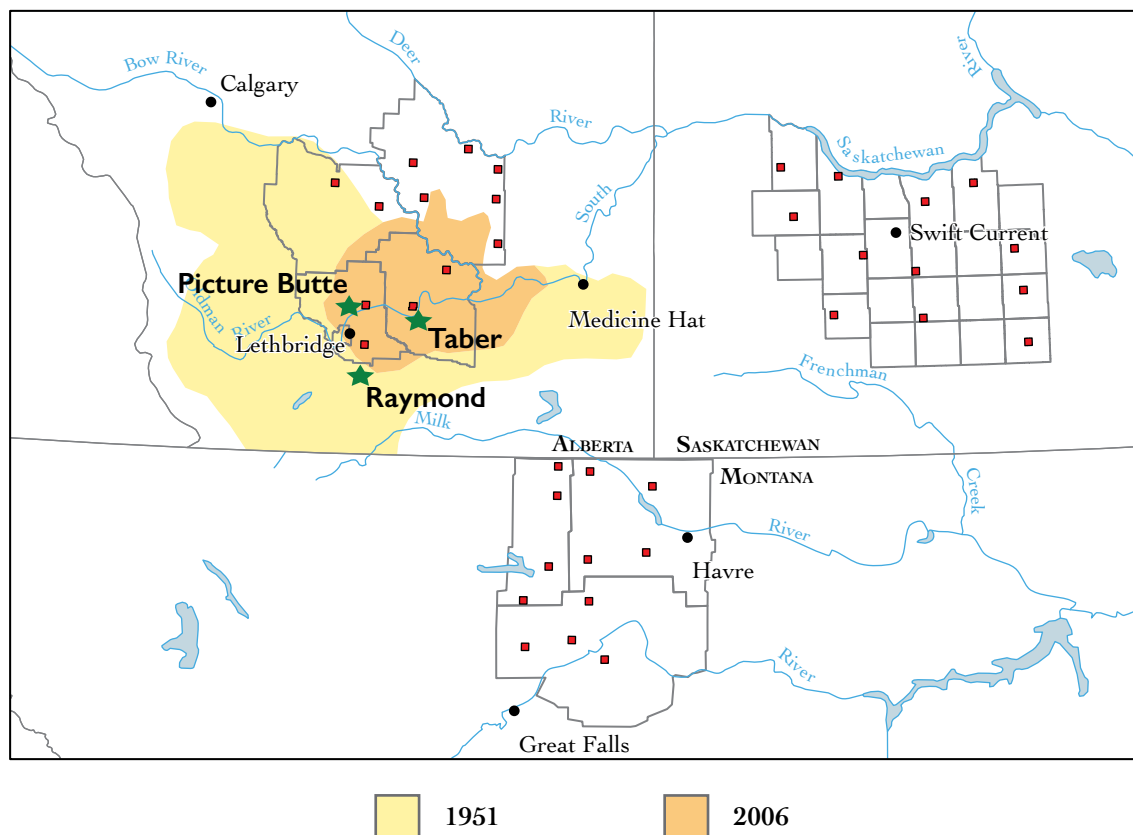 Deer
River
Bow River
Calgary
River
Saskatchewan
South
Swift Current
Picture Butte
Oldman River
Lethbridge
Taber
Medicine Hat
Raymond
Frenchman
Milk
ALBERTA
SASKATCHEWAN
MONTANA
Creek
River
Havre
River
Great Falls
1951
2006